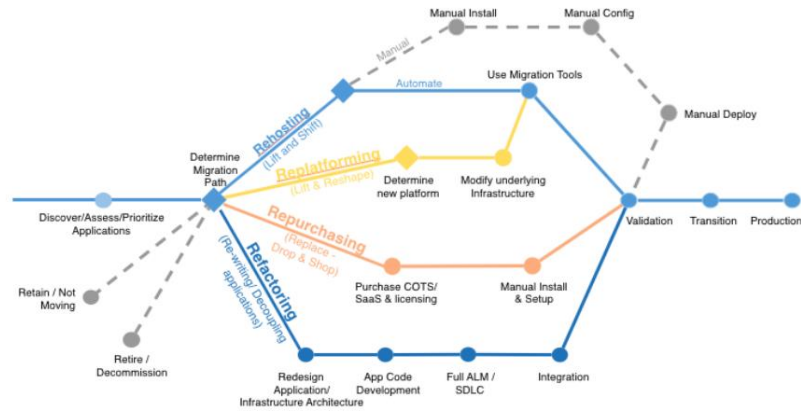 Manual Install
Manual Config
Manual
Use Migration Tools
Automate
Manual Deploy
Rehosting
(Lift and Shift)
Determine
Migration
Path
Replatforming
(Lift & Reshape)
Determine
new platform
Modify underlying
Infrastructure
Discover/Assess/Prioritize
Applications
Validation
Transition
Production
Repurchasing
(Replace -
Drop & Shop)
Purchase COTS/
SaaS & licensing
Manual Install
& Setup
Refactoring
(Re-writing/ Decoupling
applications)
Retain / Not
Moving
Retire /
Decommission
Redesign
Application/
Infrastructure Architecture
App Code
Development
Full ALM /
SDLC
Integration